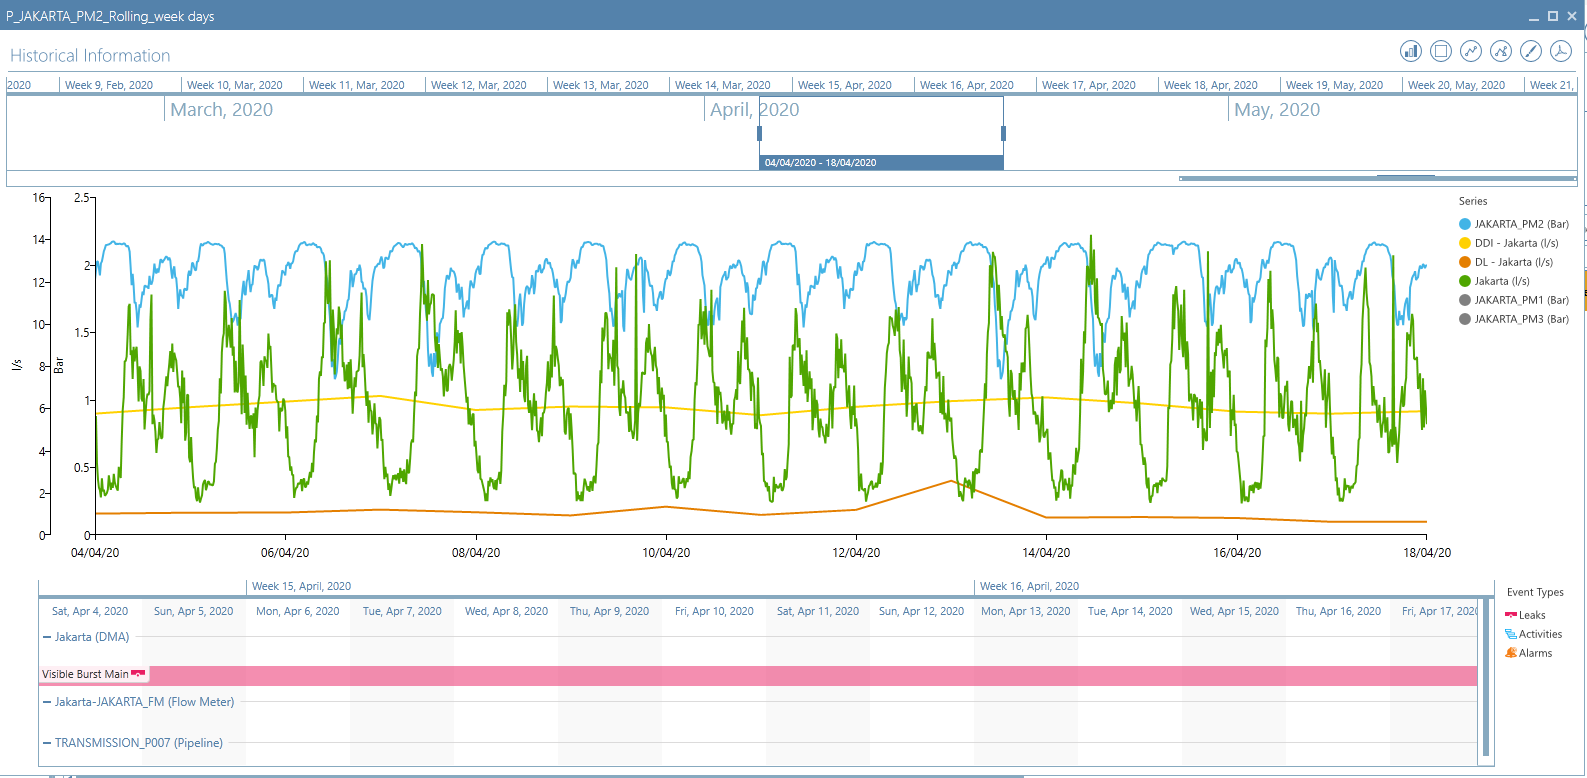 P_JAKARTA_PM2_Rolling_week days
Historical Information
2020 Week 9, Feb, 2020 Week 10, Mar, 2020 Week 11, Mar, 2020 Week 12, Mar, 2020 Week 13, Mar, 2020 Week 14, Mar, 2020 Week 15, Apr, 2020 Week 16, Apr, 2020 Week 17, Apr, 2020 Week 18, Apr, 2020 Week 19, May, 2020 Week 20, May, 2020 Week 21,
March, 2020 April, 2020 May, 2020
04/04/2020 - 18/04/2020
16 2.5
14
2
12
10 1.5
l/s
8
Bar
6 1
4
0.5
2
0 0
04/04/20 06/04/20 08/04/20 10/04/20 12/04/20 14/04/20 16/04/20 18/04/20
Series
JAKARTA_PM2 (Bar)
DDI - Jakarta (l/s)
DL - Jakarta (l/s)
Jakarta (l/s)
JAKARTA_PM1 (Bar)
JAKARTA_PM3 (Bar)
Week 15, April, 2020 Week 16, April, 2020
Sat, Apr 4, 2020 Sun, Apr 5, 2020 Mon, Apr 6, 2020 Tue, Apr 7, 2020 Wed, Apr 8, 2020 Thu, Apr 9, 2020 Fri, Apr 10, 2020 Sat, Apr 11, 2020 Sun, Apr 12, 2020 Mon, Apr 13, 2020 Tue, Apr 14, 2020 Wed, Apr 15, 2020 Thu, Apr 16, 2020 Fri, Apr 17, 2020
Jakarta (DMA)
Visible Burst Main
Jakarta-JAKARTA_FM (Flow Meter)
TRANSMISSION_P007 (Pipeline)
Event Types
Leaks
Activities
Alarms